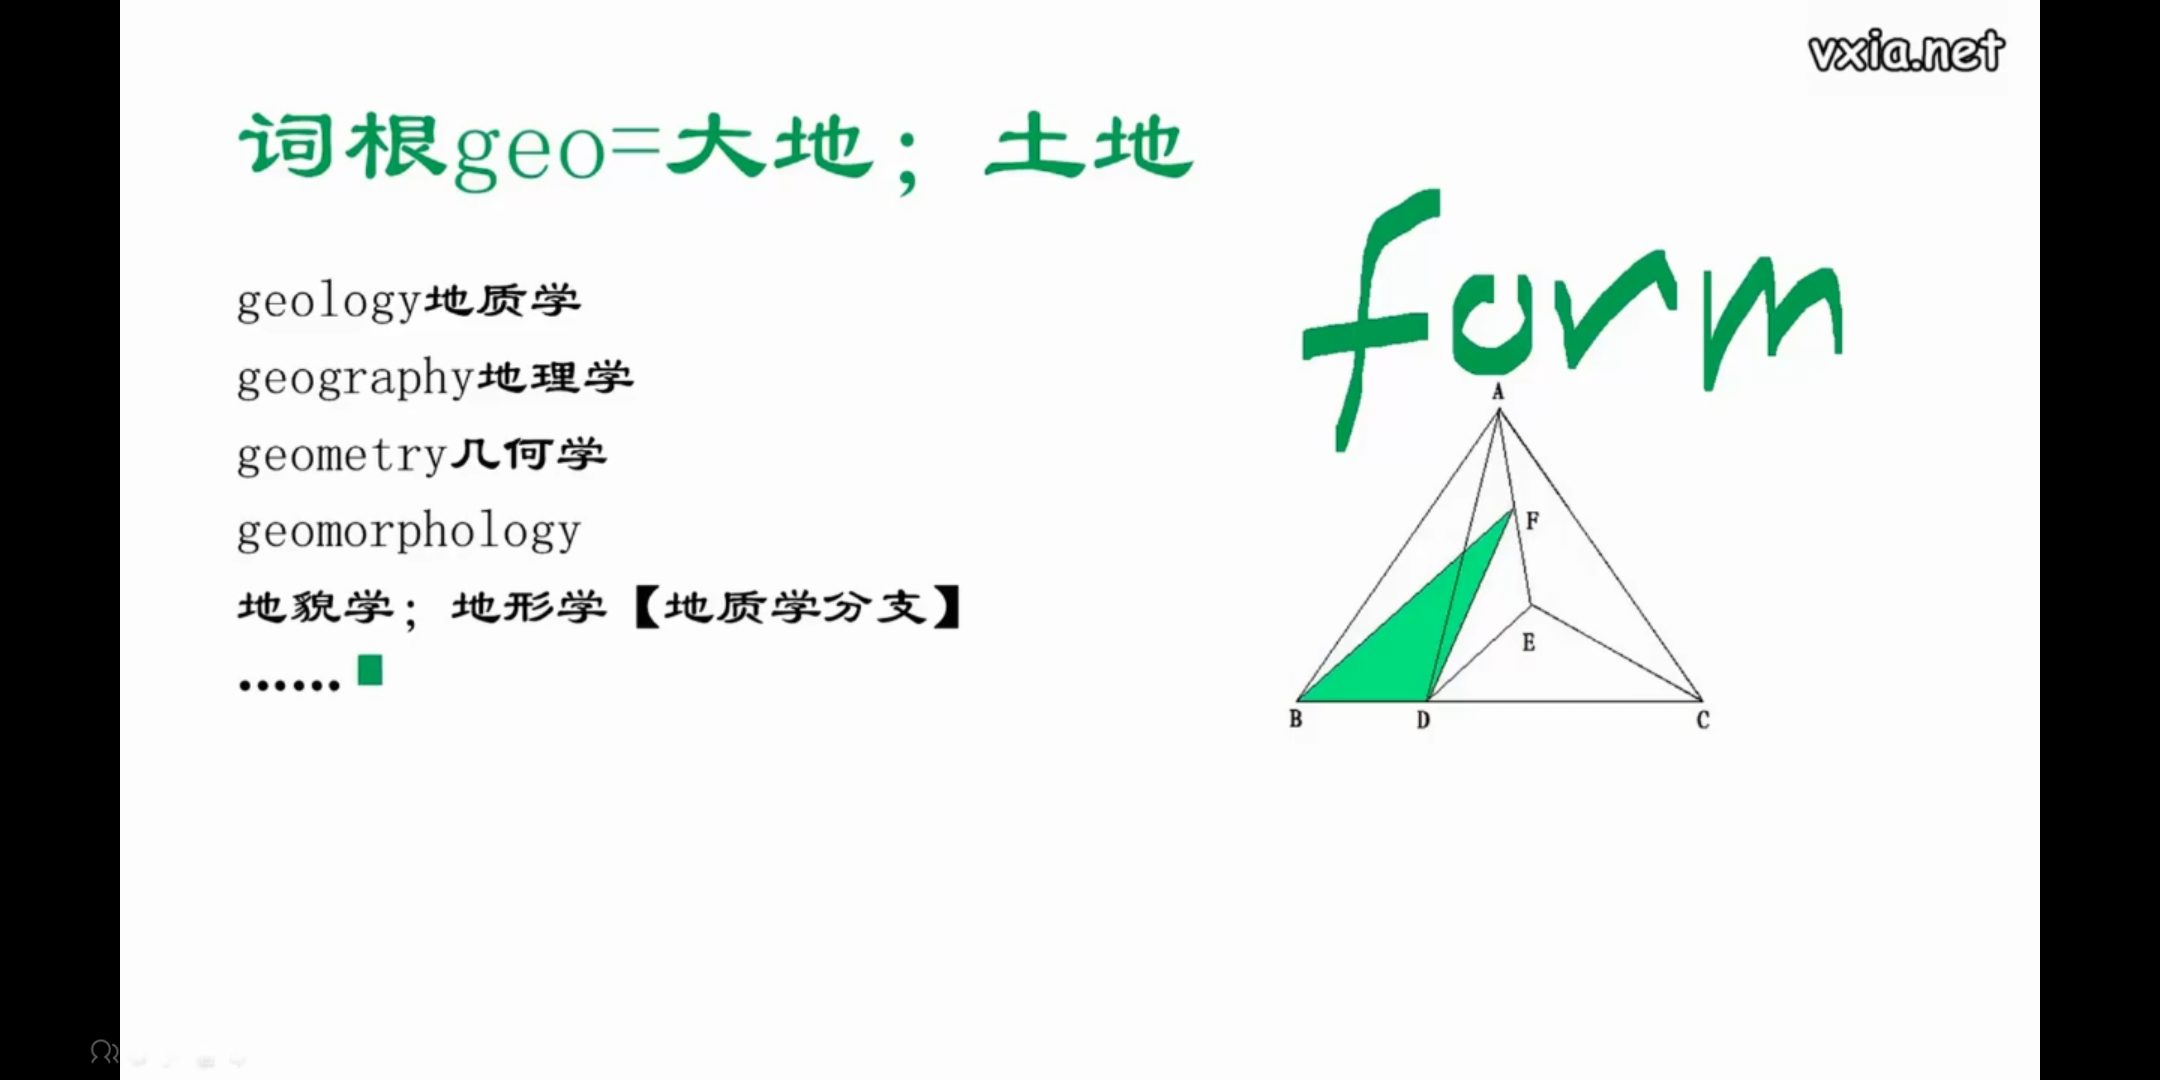 vxia.net
词根geo=大地；土地
form
geology地质学
geography地理学
geometry几何学
geomorphology
地貌学；地形学【地质学分支】
......
A
F
E
B
D
C